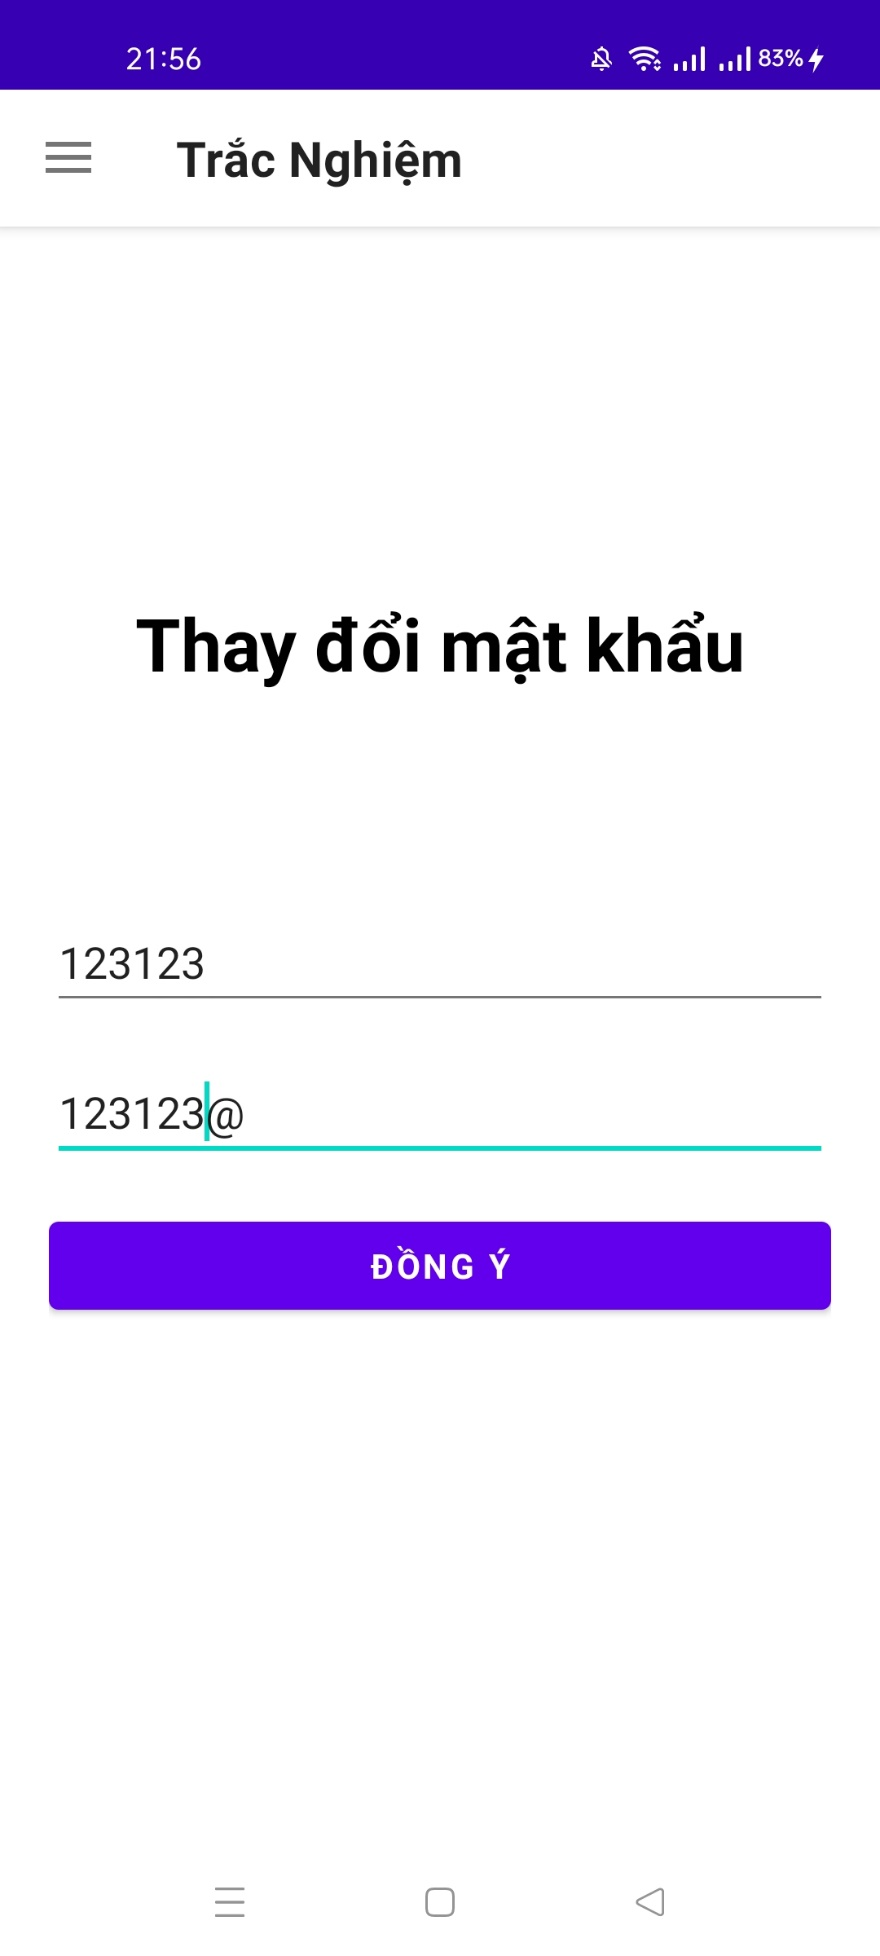 21:56 83%
Trắc Nghiệm
Thay đổi mật khẩu
123123
123123@
ĐỒNG Ý